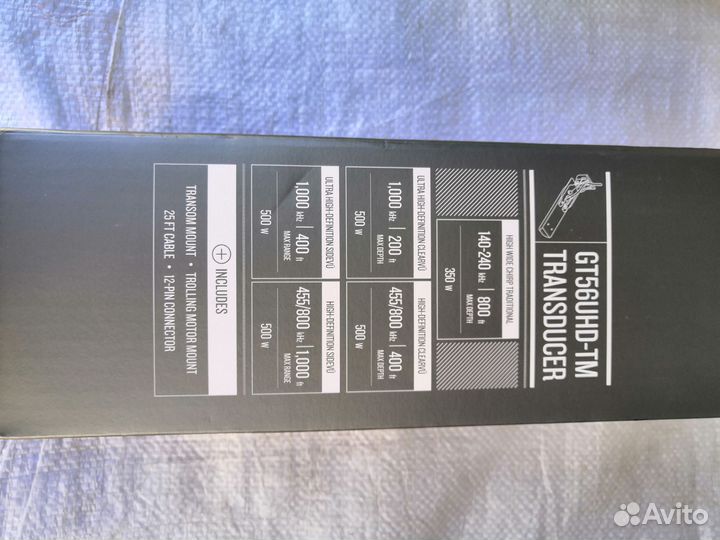 GT56UHD-TM
TRANSDUCER
HIGH WIDE CHIRP TRADITIONAL
140-240 kHz | 800 ft
MAX DEPTH
350 W
ULTRA HIGH-DEFINITION CLEARVÜ
1,000 kHz | 200 ft
MAX DEPTH
500 W
HIGH-DEFINITION CLEARVÜ
455/800 kHz | 400 ft
MAX DEPTH
500 W
ULTRA HIGH-DEFINITION SIDEVÜ
1,000 kHz | 400 ft
MAX RANGE
500 W
HIGH-DEFINITION SIDEVÜ
455/800 kHz | 1,000 ft
MAX RANGE
500 W
+ INCLUDES
TRANSOM MOUNT • TROLLING MOTOR MOUNT
25 FT CABLE • 12-PIN CONNECTOR
Avito